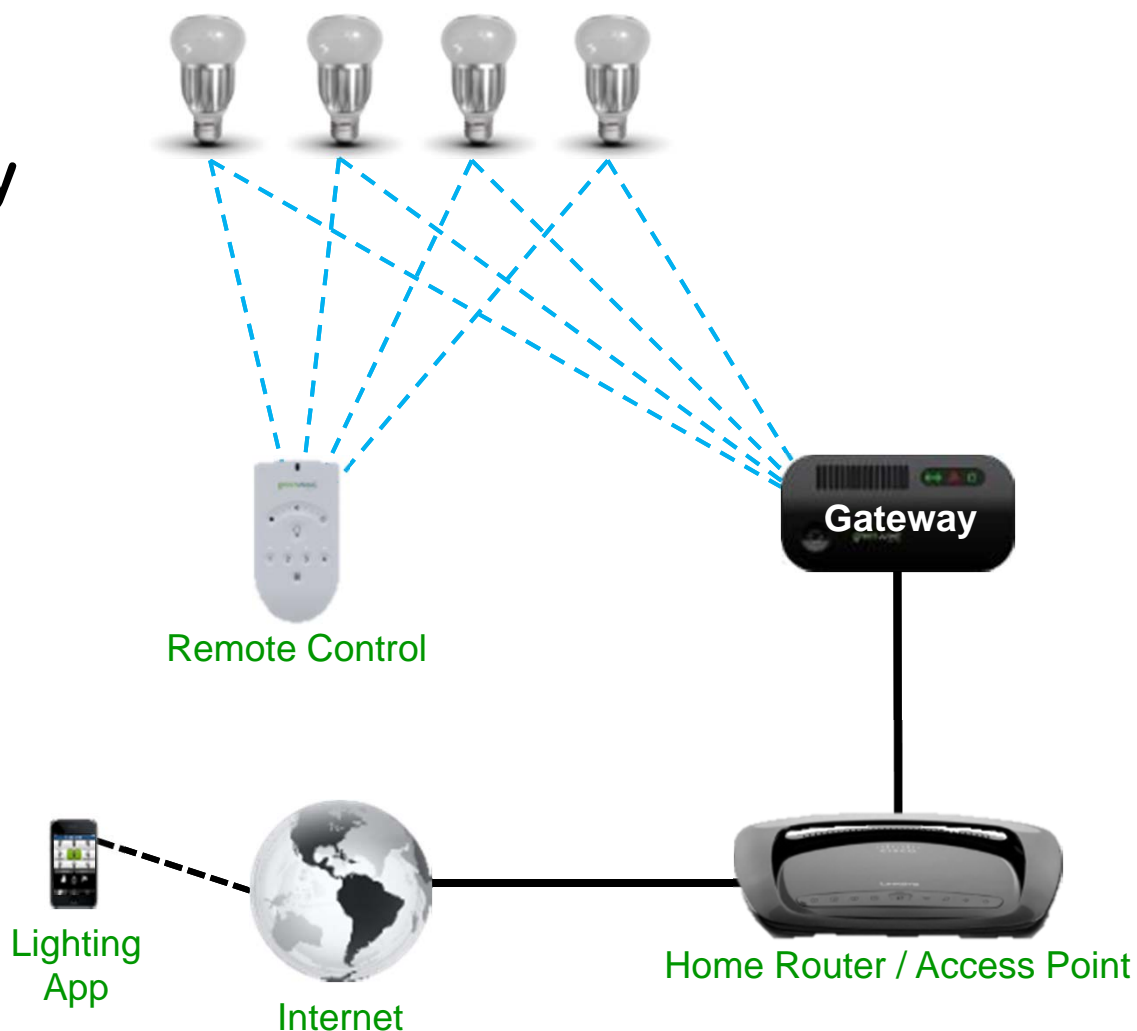 y
Gateway
Remote Control
Lighting
App
Internet
Home Router / Access Point